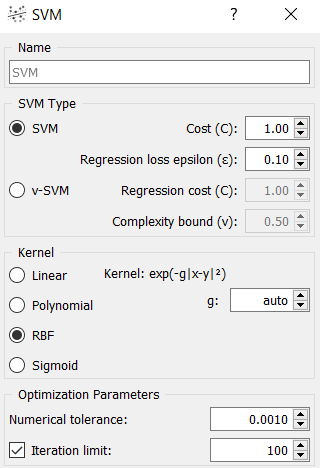 SVM
?
Name
SVM
SVM Type
SVM Cost (C): 1.00
Regression loss epsilon (ε): 0.10
ν-SVM Regression cost (C): 1.00
Complexity bound (ν): 0.50
Kernel
Linear Kernel: exp(-g|x-y|²)
Polynomial g: auto
RBF
Sigmoid
Optimization Parameters
Numerical tolerance: 0.0010
Iteration limit: 100